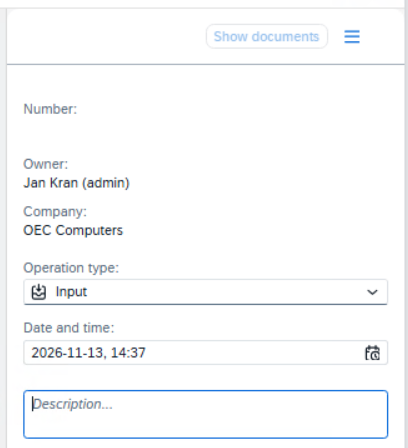 Show documents
Number:
Owner:
Jan Kran (admin)
Company:
OEC Computers
Operation type:
Input
Date and time:
2026-11-13, 14:37
Description...